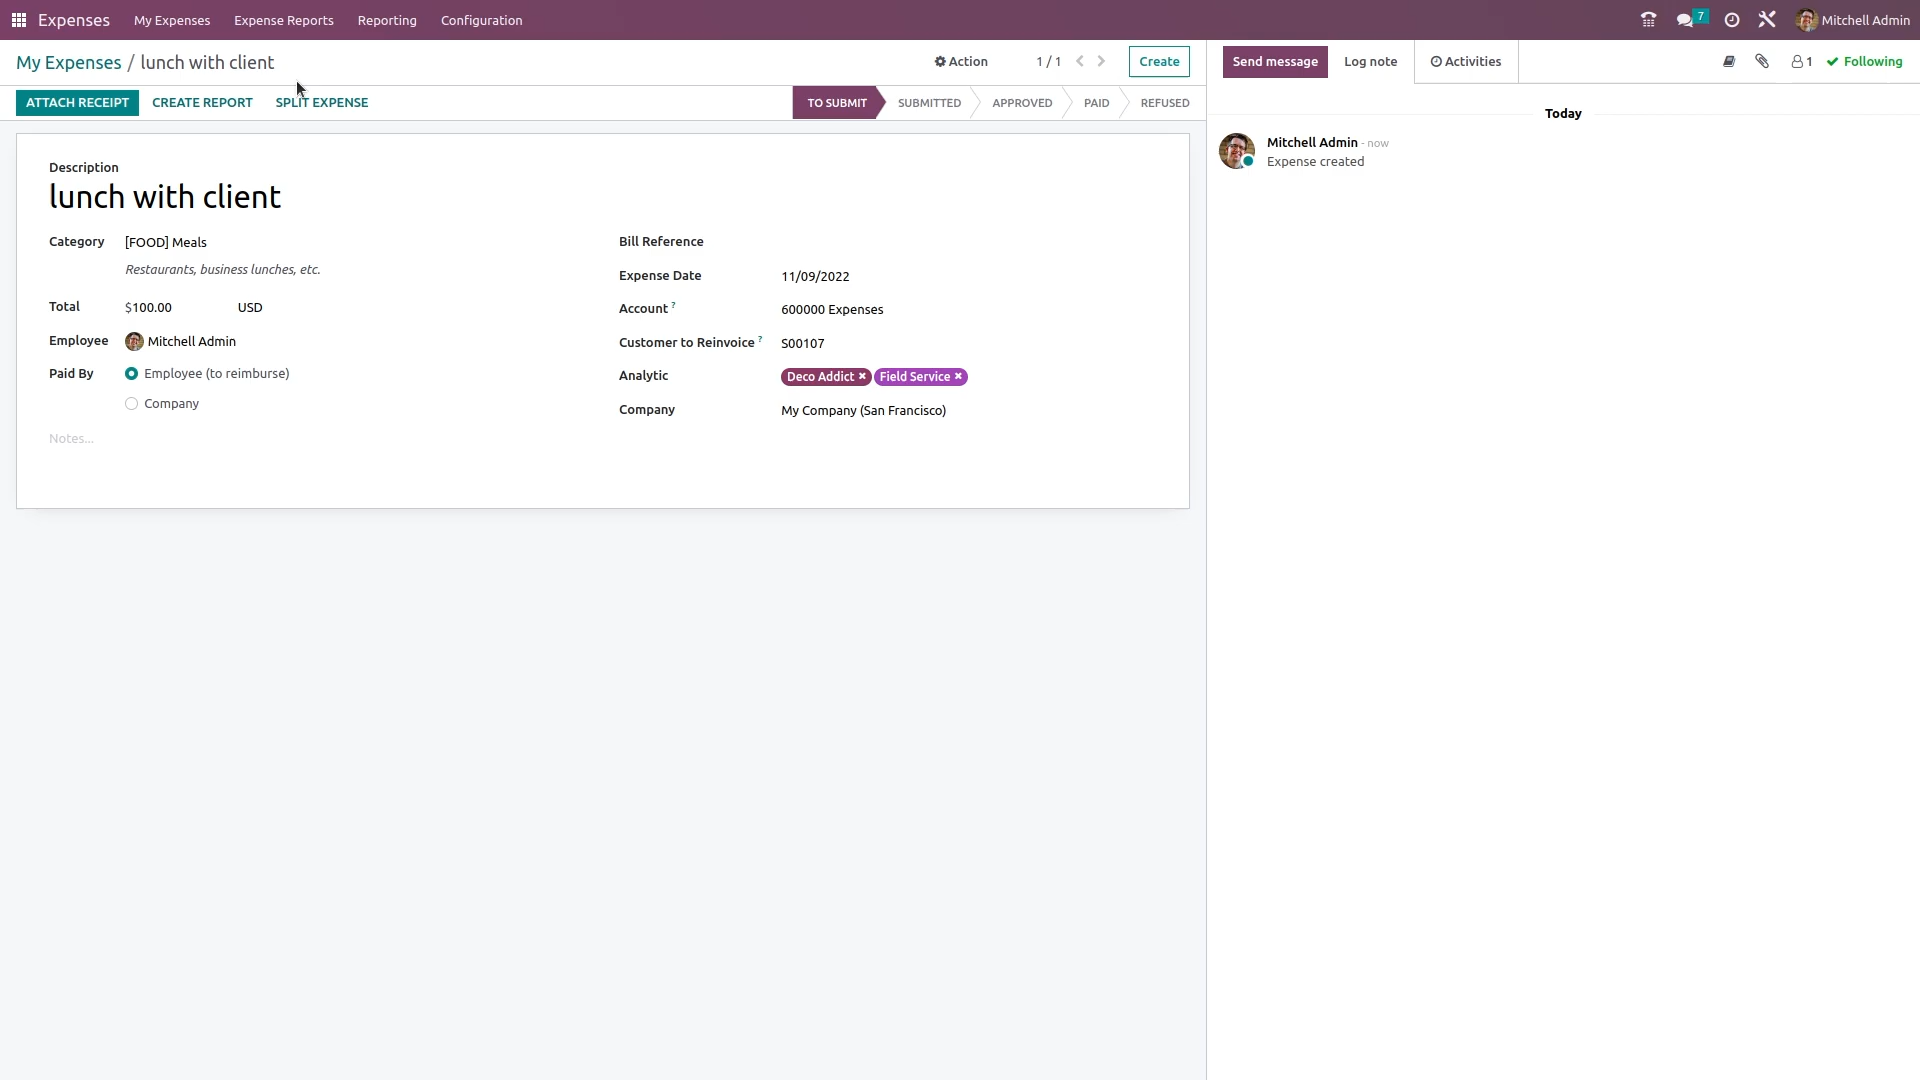 Expenses My Expenses Expense Reports Reporting Configuration 7 Mitchell Admin
My Expenses / lunch with client Action 1 / 1 Create
Send message Log note Activities 1 Following
ATTACH RECEIPT CREATE REPORT SPLIT EXPENSE TO SUBMIT SUBMITTED APPROVED PAID REFUSED
Description
lunch with client
Category [FOOD] Meals
Restaurants, business lunches, etc.
Total $100.00 USD
Employee Mitchell Admin
Paid By Employee (to reimburse)
Company
Notes...
Bill Reference
Expense Date 11/09/2022
Account ? 600000 Expenses
Customer to Reinvoice ? S00107
Analytic Deco Addict × Field Service ×
Company My Company (San Francisco)
Today
Mitchell Admin - now
Expense created